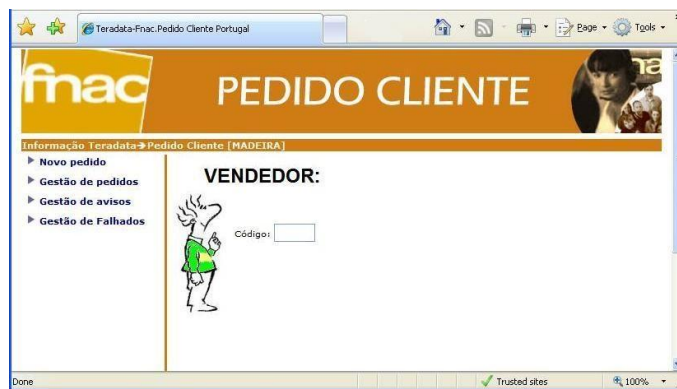 Teradata-Fnac.Pedido Cliente Portugal
Page
Tools
fnac
PEDIDO CLIENTE
na
Informação Teradata→Pedido Cliente [MADEIRA]
Novo pedido
Gestão de pedidos
Gestão de avisos
Gestão de Falhados
VENDEDOR:
Código:
Done
Trusted sites
100%